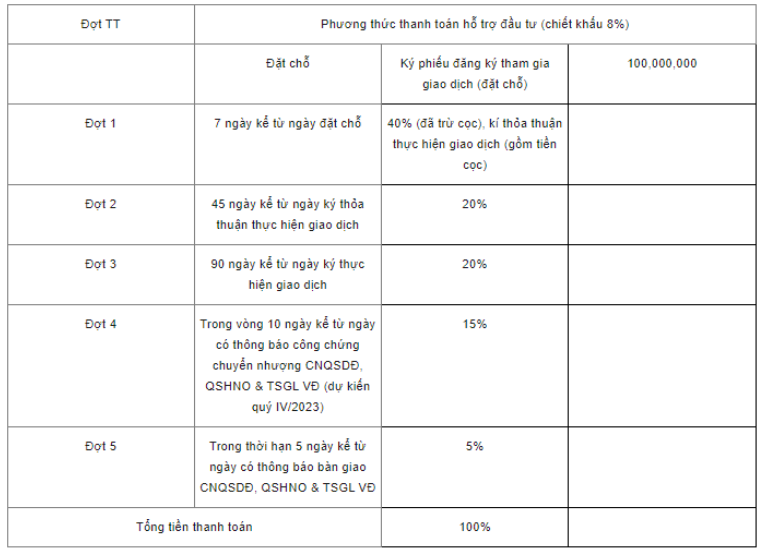 Đợt TT
Phương thức thanh toán hỗ trợ đầu tư (chiết khấu 8%)
Đặt chỗ
Ký phiếu đăng ký tham gia
giao dịch (đặt chỗ)
100,000,000
Đợt 1
7 ngày kể từ ngày đặt chỗ
40% (đã trừ cọc), kí thỏa thuận
thực hiện giao dịch (gồm tiền
cọc)
Đợt 2
45 ngày kể từ ngày ký thỏa
thuận thực hiện giao dịch
20%
Đợt 3
90 ngày kể từ ngày ký thực
hiện giao dịch
20%
Đợt 4
Trong vòng 10 ngày kể từ ngày
có thông báo công chứng
chuyển nhượng CNQSDĐ,
QSHNO & TSGL VĐ (dự kiến
quý IV/2023)
15%
Đợt 5
Trong thời hạn 5 ngày kể từ
ngày có thông báo bàn giao
CNQSDĐ, QSHNO & TSGL VĐ
5%
Tổng tiền thanh toán
100%